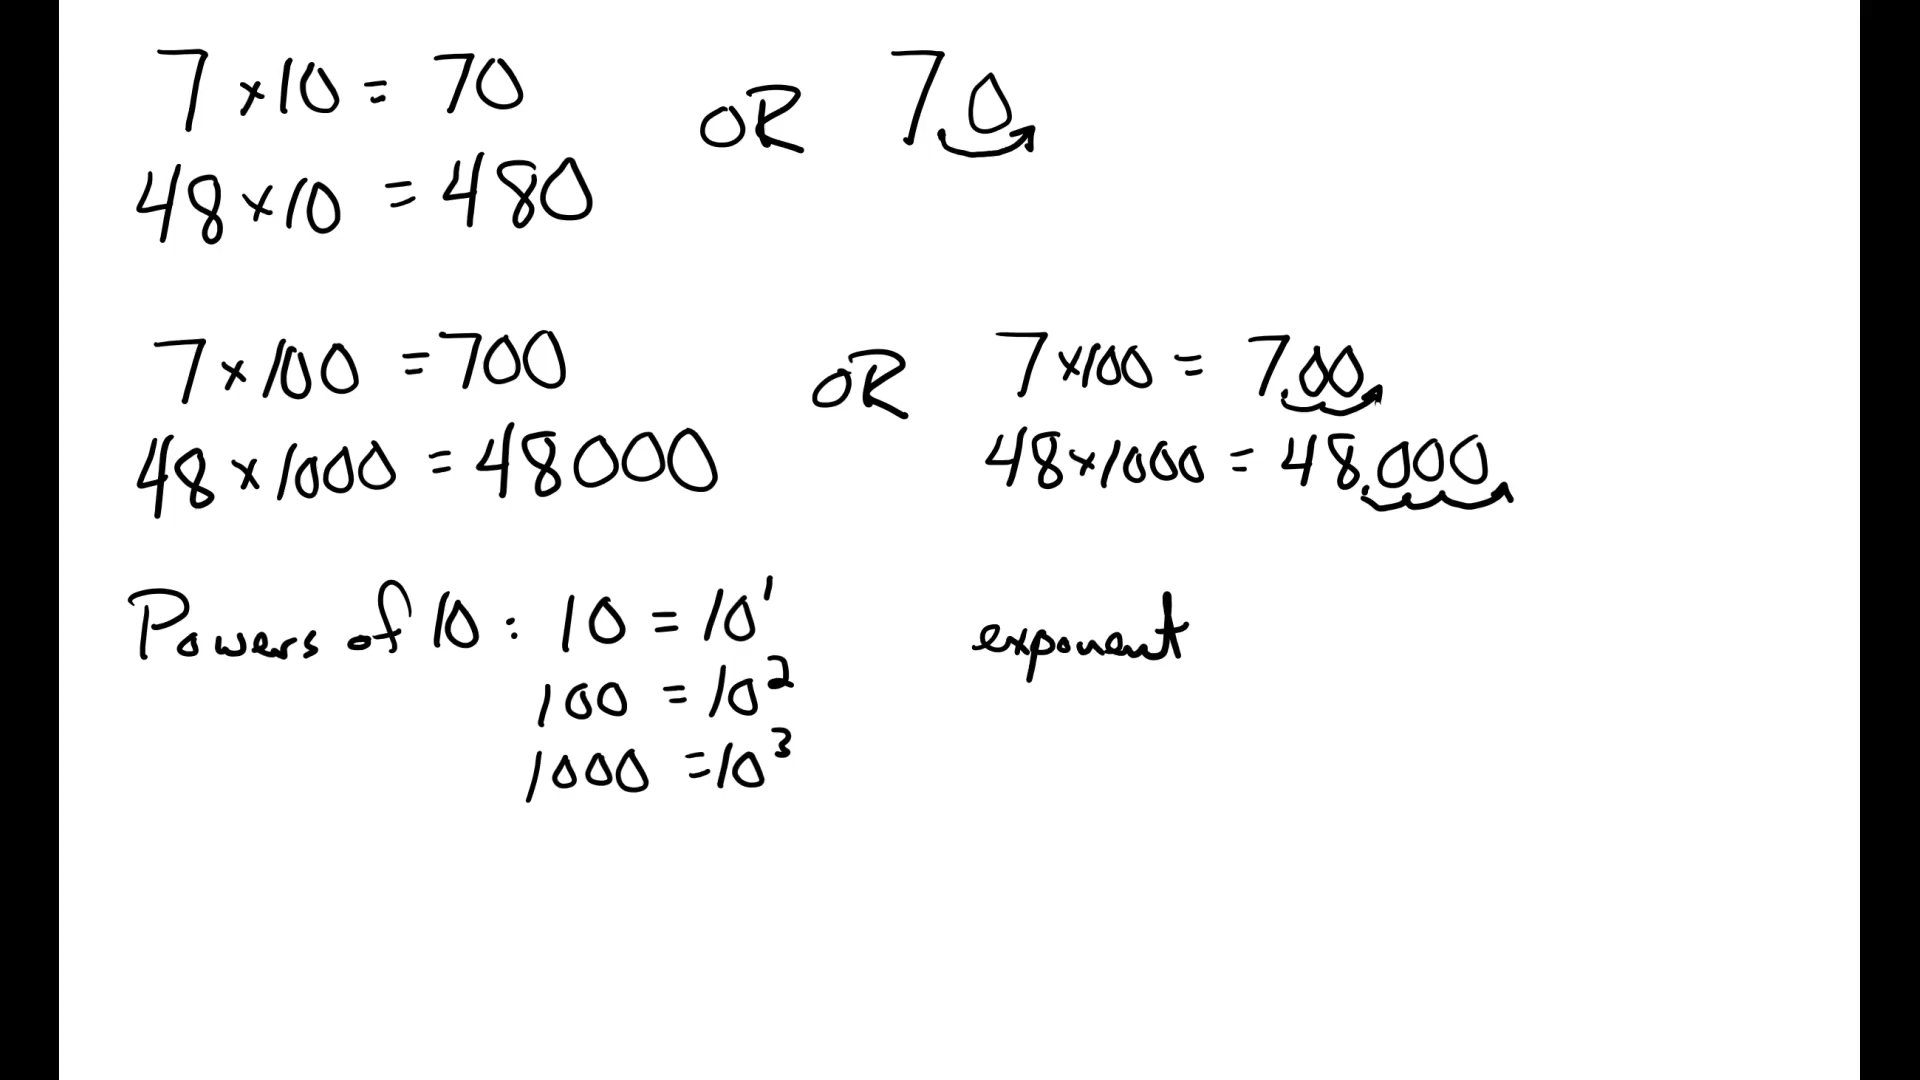 7 × 10 = 70 OR 7.0
48 × 10 = 480
7 × 100 = 700 OR 7 × 100 = 7.00
48 × 1000 = 48000 48 × 1000 = 48.000
Powers of 10 : 10 = 10¹ exponent
100 = 10²
1000 = 10³